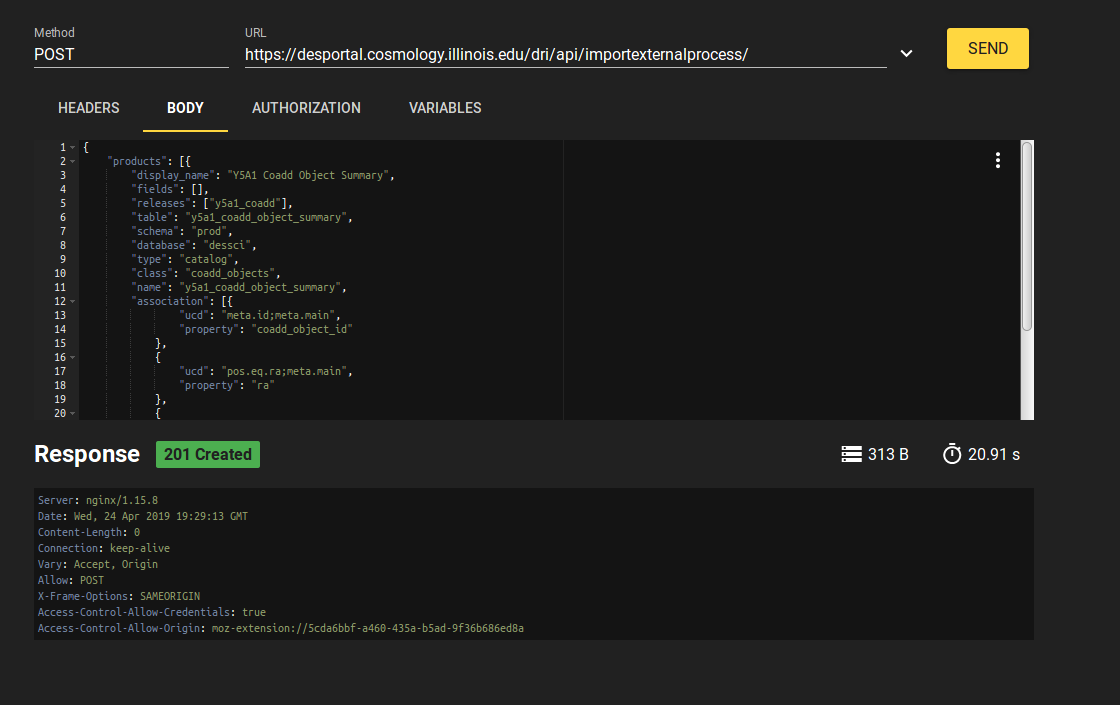 Method
URL
POST
https://desportal.cosmology.illinois.edu/dri/api/importexternalprocess/
SEND
HEADERS
BODY
AUTHORIZATION
VARIABLES
1 {
2 "products": [{
3 "display_name": "Y5A1 Coadd Object Summary",
4 "fields": [],
5 "releases": ["y5a1_coadd"],
6 "table": "y5a1_coadd_object_summary",
7 "schema": "prod",
8 "database": "dessci",
9 "type": "catalog",
10 "class": "coadd_objects",
11 "name": "y5a1_coadd_object_summary",
12 "association": [{
13 "ucd": "meta.id;meta.main",
14 "property": "coadd_object_id"
15 },
16 {
17 "ucd": "pos.eq.ra;meta.main",
18 "property": "ra"
19 },
20 {
Response
201 Created
313 B
20.91 s
Server: nginx/1.15.8
Date: Wed, 24 Apr 2019 19:29:13 GMT
Content-Length: 0
Connection: keep-alive
Vary: Accept, Origin
Allow: POST
X-Frame-Options: SAMEORIGIN
Access-Control-Allow-Credentials: true
Access-Control-Allow-Origin: moz-extension://5cda6bbf-a460-435a-b5ad-9f36b686ed8a